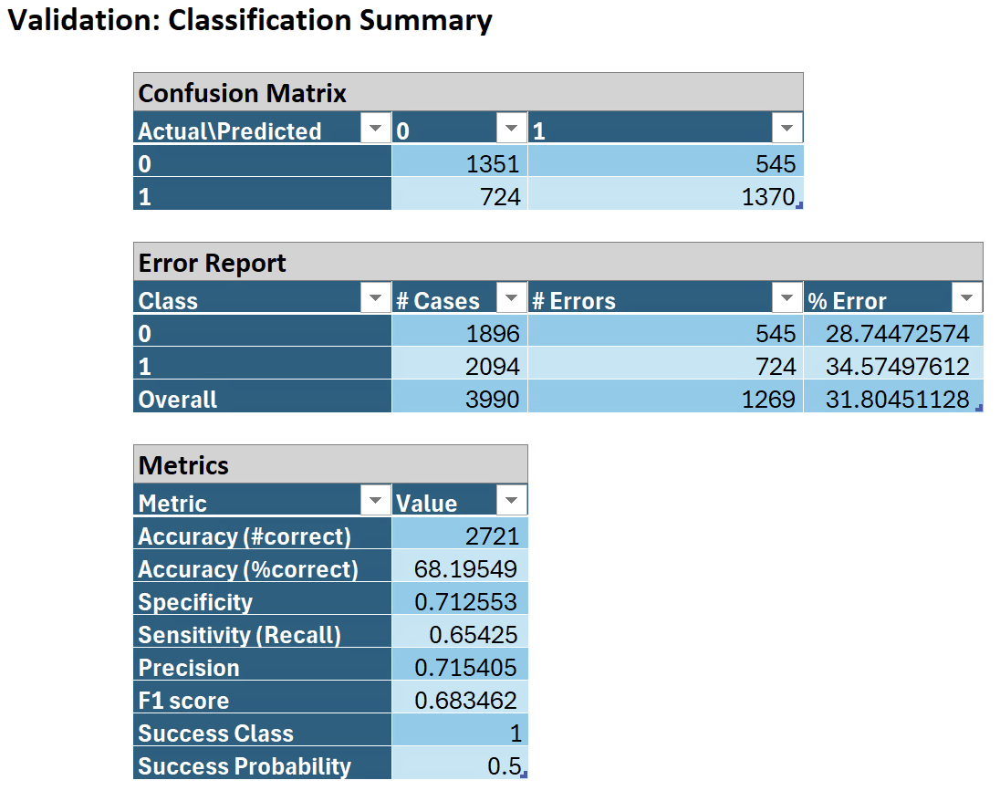 Validation: Classification Summary
Confusion Matrix
Actual\Predicted 0 1
0 1351 545
1 724 1370
Error Report
Class # Cases # Errors % Error
0 1896 545 28.74472574
1 2094 724 34.57497612
Overall 3990 1269 31.80451128
Metrics
Metric Value
Accuracy (#correct) 2721
Accuracy (%correct) 68.19549
Specificity 0.712553
Sensitivity (Recall) 0.65425
Precision 0.715405
F1 score 0.683462
Success Class 1
Success Probability 0.5